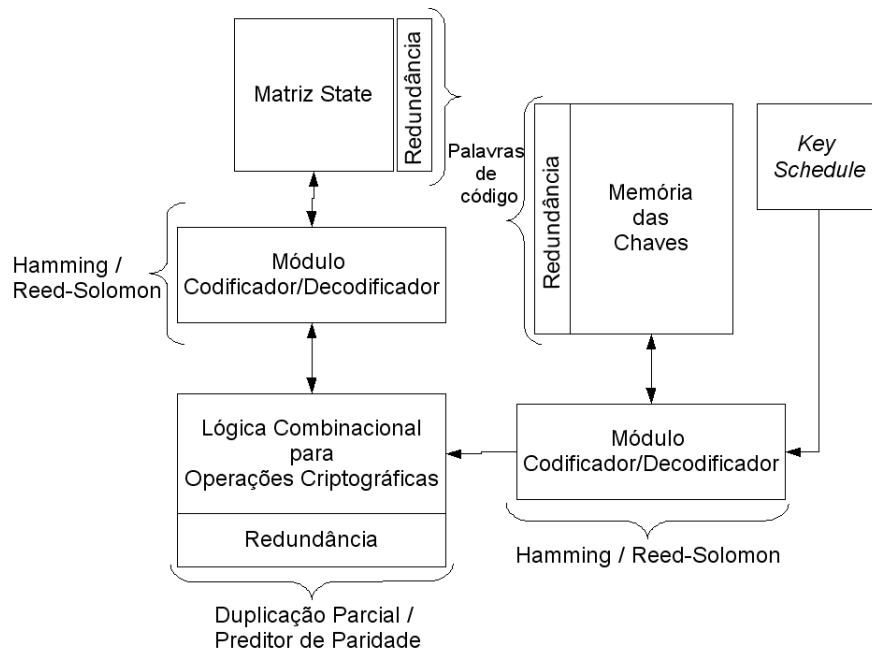 Matriz State
Redundância
Palavras
de
código
Redundância
Memória
das
Chaves
Key
Schedule
Hamming /
Reed-Solomon
Módulo
Codificador/Decodificador
Lógica Combinacional
para
Operações Criptográficas
Redundância
Módulo
Codificador/Decodificador
Hamming / Reed-Solomon
Duplicação Parcial /
Preditor de Paridade